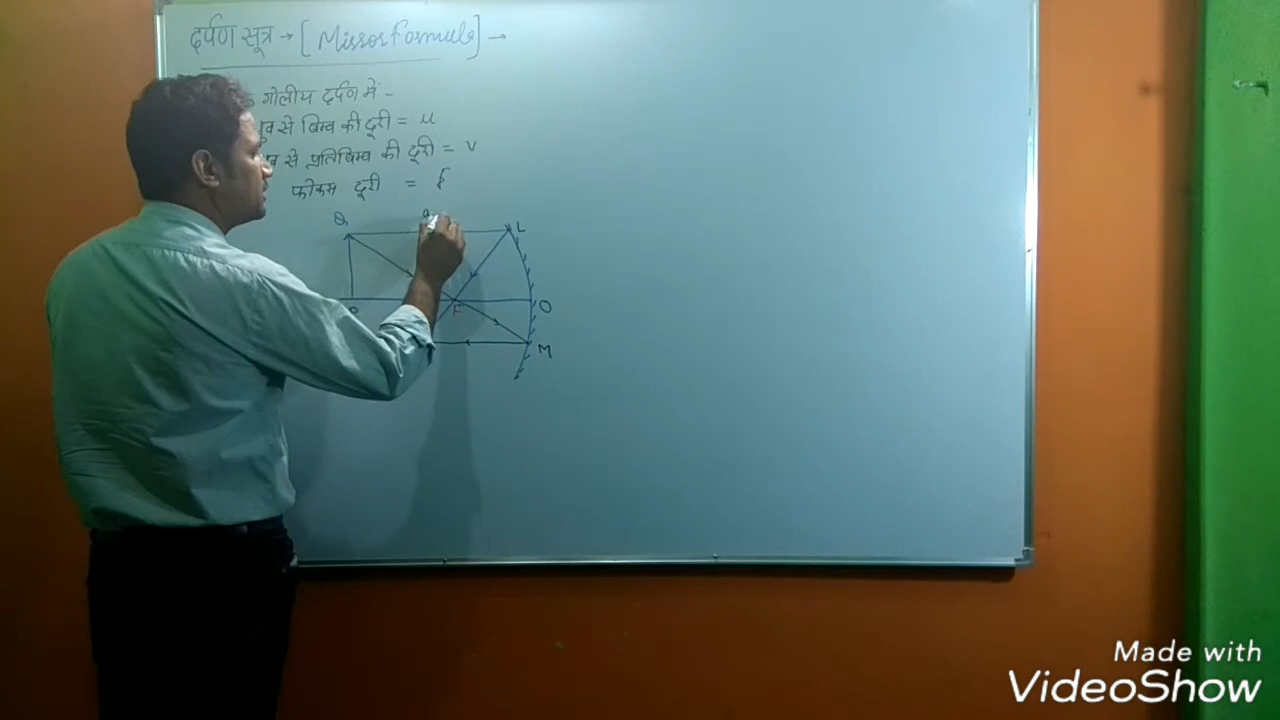 दर्पण सूत्र → [Mirror Formula] →
गोलीय दर्पण में -
से बिम्ब की दूरी = u
से प्रतिबिम्ब की दूरी = v
फोकस दूरी = f
Q
L
F
O
M
Made with
VideoShow